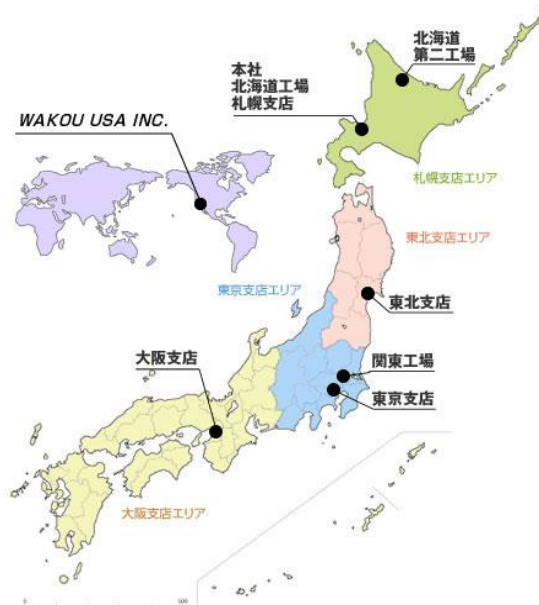 北海道
第二工場
本社
北海道工場
札幌支店
WAKOU USA INC.
札幌支店エリア
東北支店エリア
東京支店エリア
東北支店
大阪支店
関東工場
東京支店
大阪支店エリア